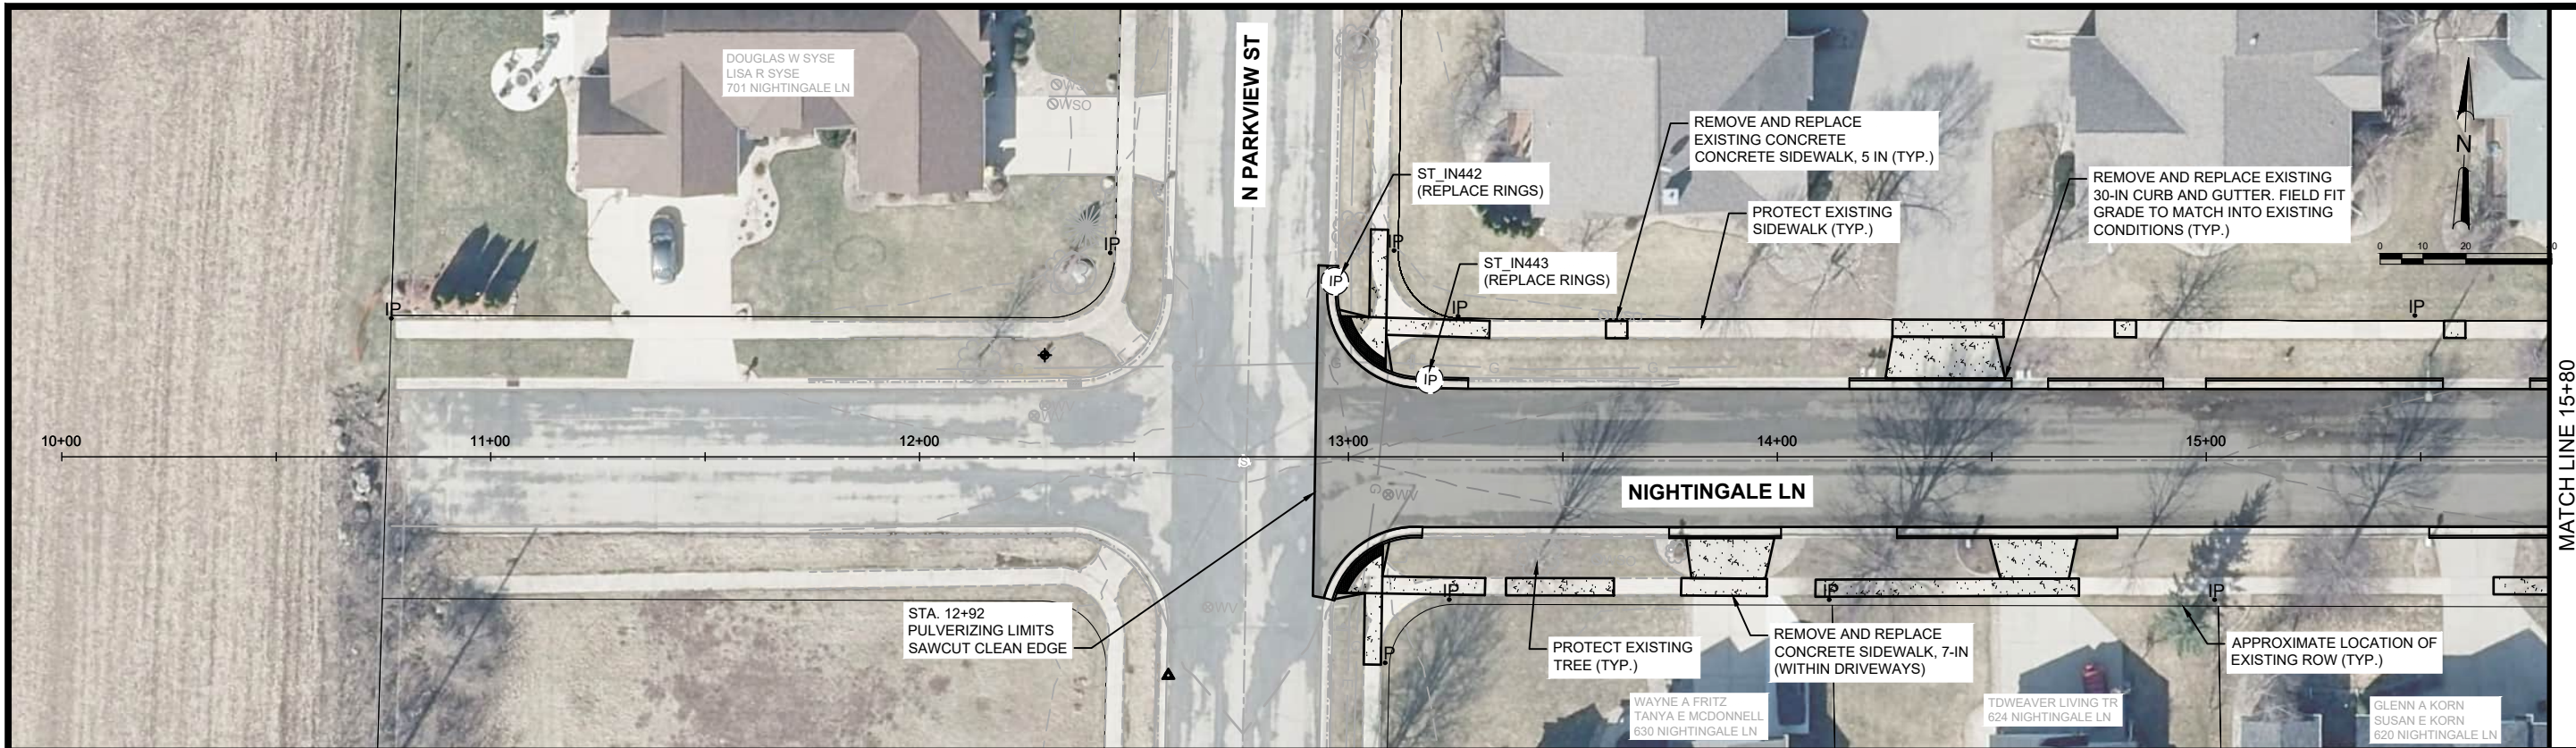 DOUGLAS W SYSE
LISA R SYSE
701 NIGHTINGALE LN
WSO
N PARKVIEW ST
REMOVE AND REPLACE
EXISTING CONCRETE
CONCRETE SIDEWALK, 5 IN (TYP.)
ST_IN442
(REPLACE RINGS)
REMOVE AND REPLACE EXISTING
30-IN CURB AND GUTTER. FIELD FIT
GRADE TO MATCH INTO EXISTING
CONDITIONS (TYP.)
N
PROTECT EXISTING
SIDEWALK (TYP.)
ST_IN443
(REPLACE RINGS)
0 10 20
IP
IP
IP
IP
IP
IP
IP
10+00
11+00
12+00
13+00
14+00
15+00
S
G
WV
NIGHTINGALE LN
MATCH LINE 15+80
WV
IP
IP
IP
STA. 12+92
PULVERIZING LIMITS
SAWCUT CLEAN EDGE
PROTECT EXISTING
TREE (TYP.)
REMOVE AND REPLACE
CONCRETE SIDEWALK, 7-IN
(WITHIN DRIVEWAYS)
APPROXIMATE LOCATION OF
EXISTING ROW (TYP.)
WAYNE A FRITZ
TANYA E MCDONNELL
630 NIGHTINGALE LN
TDWEAVER LIVING TR
624 NIGHTINGALE LN
GLENN A KORN
SUSAN E KORN
620 NIGHTINGALE LN